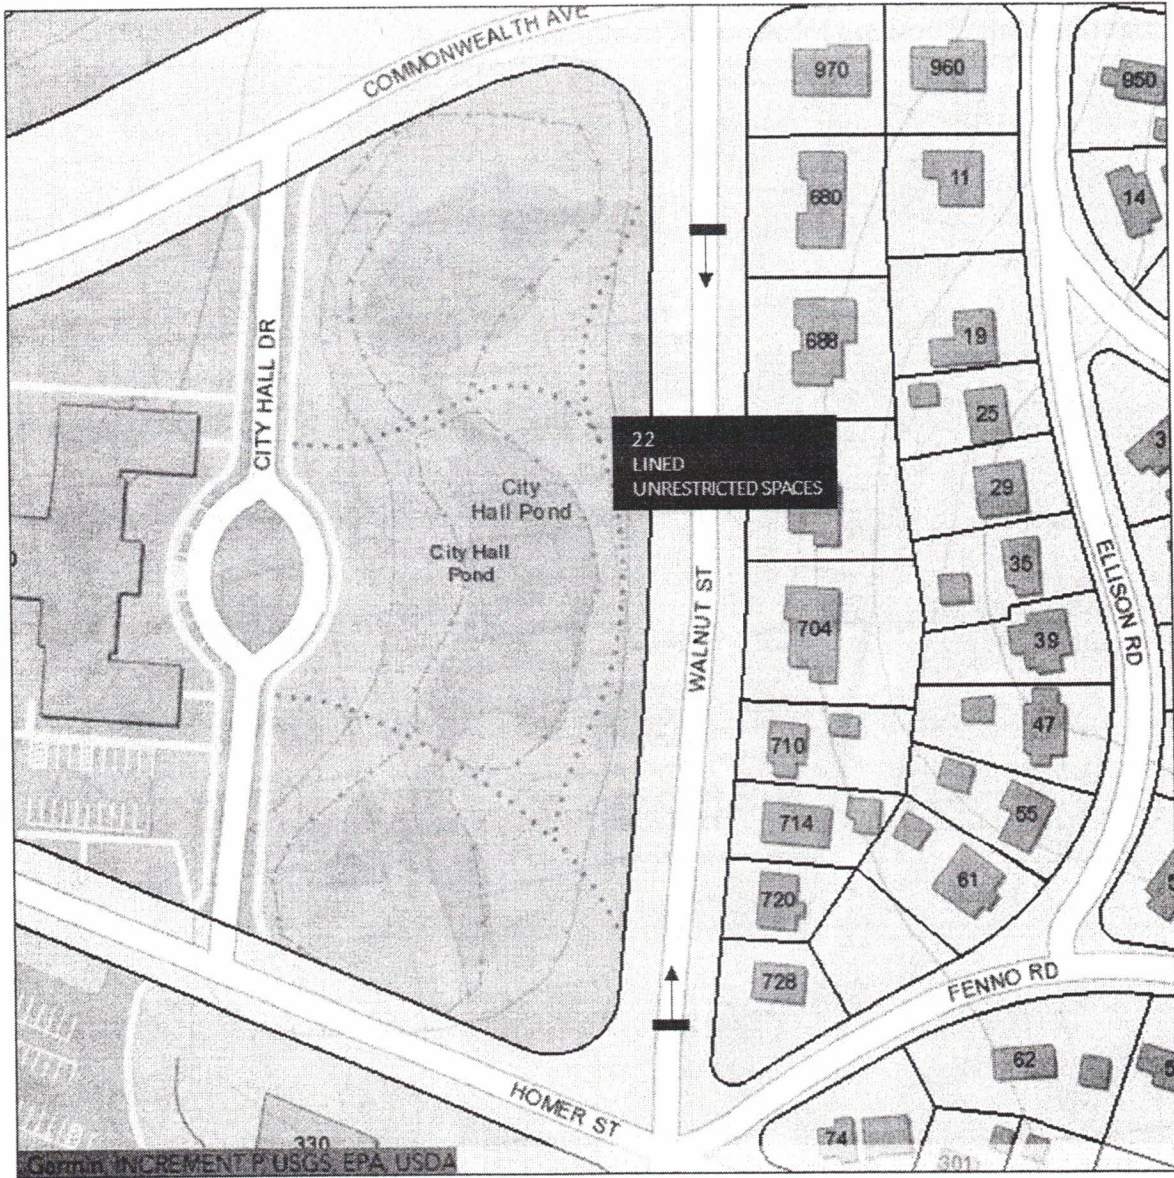 COMMONWEALTH AVE
970
960
950
680
11
14
CITY HALL DR
688
19
25
22
LINED
UNRESTRICTED SPACES
City
Hall Pond
City Hall
Pond
29
35
39
ELLISON RD
WALNUT ST
704
47
710
714
55
61
720
728
FENNO RD
62
HOMER ST
74
330
301
Garmin, INCREMENT P, USGS, EPA, USDA